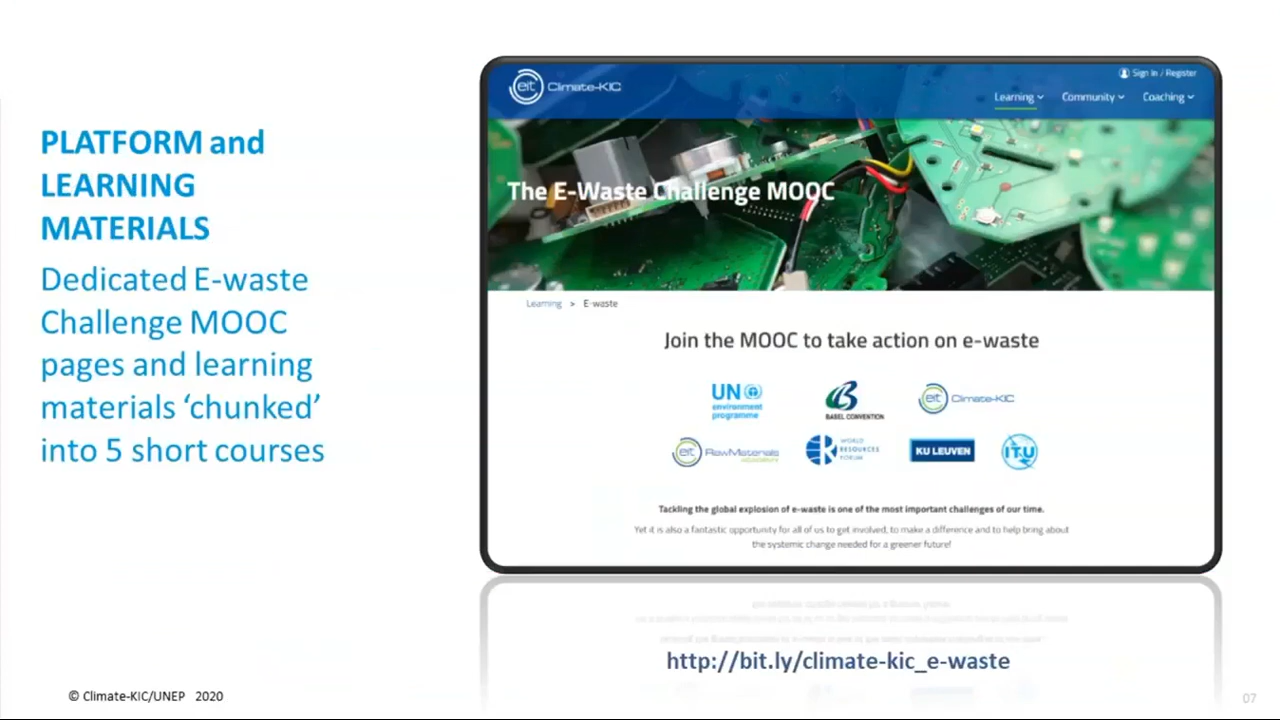 PLATFORM and
LEARNING
MATERIALS
Dedicated E-waste
Challenge MOOC
pages and learning
materials ‘chunked’
into 5 short courses
eit Climate-KIC
Sign In / Register
Learning Community Coaching
The E-Waste Challenge MOOC
Learning > E-waste
Join the MOOC to take action on e-waste
UN
environment
programme
BASEL CONVENTION
eit Climate-KIC
eit RawMaterials
WORLD
RESOURCES
FORUM
KU LEUVEN
ITU
Tackling the global explosion of e-waste is one of the most important challenges of our time.
Yet it is also a fantastic opportunity for all of us to get involved, to make a difference and to help bring about
the systemic change needed for a greener future!
http://bit.ly/climate-kic_e-waste
© Climate-KIC/UNEP 2020
07